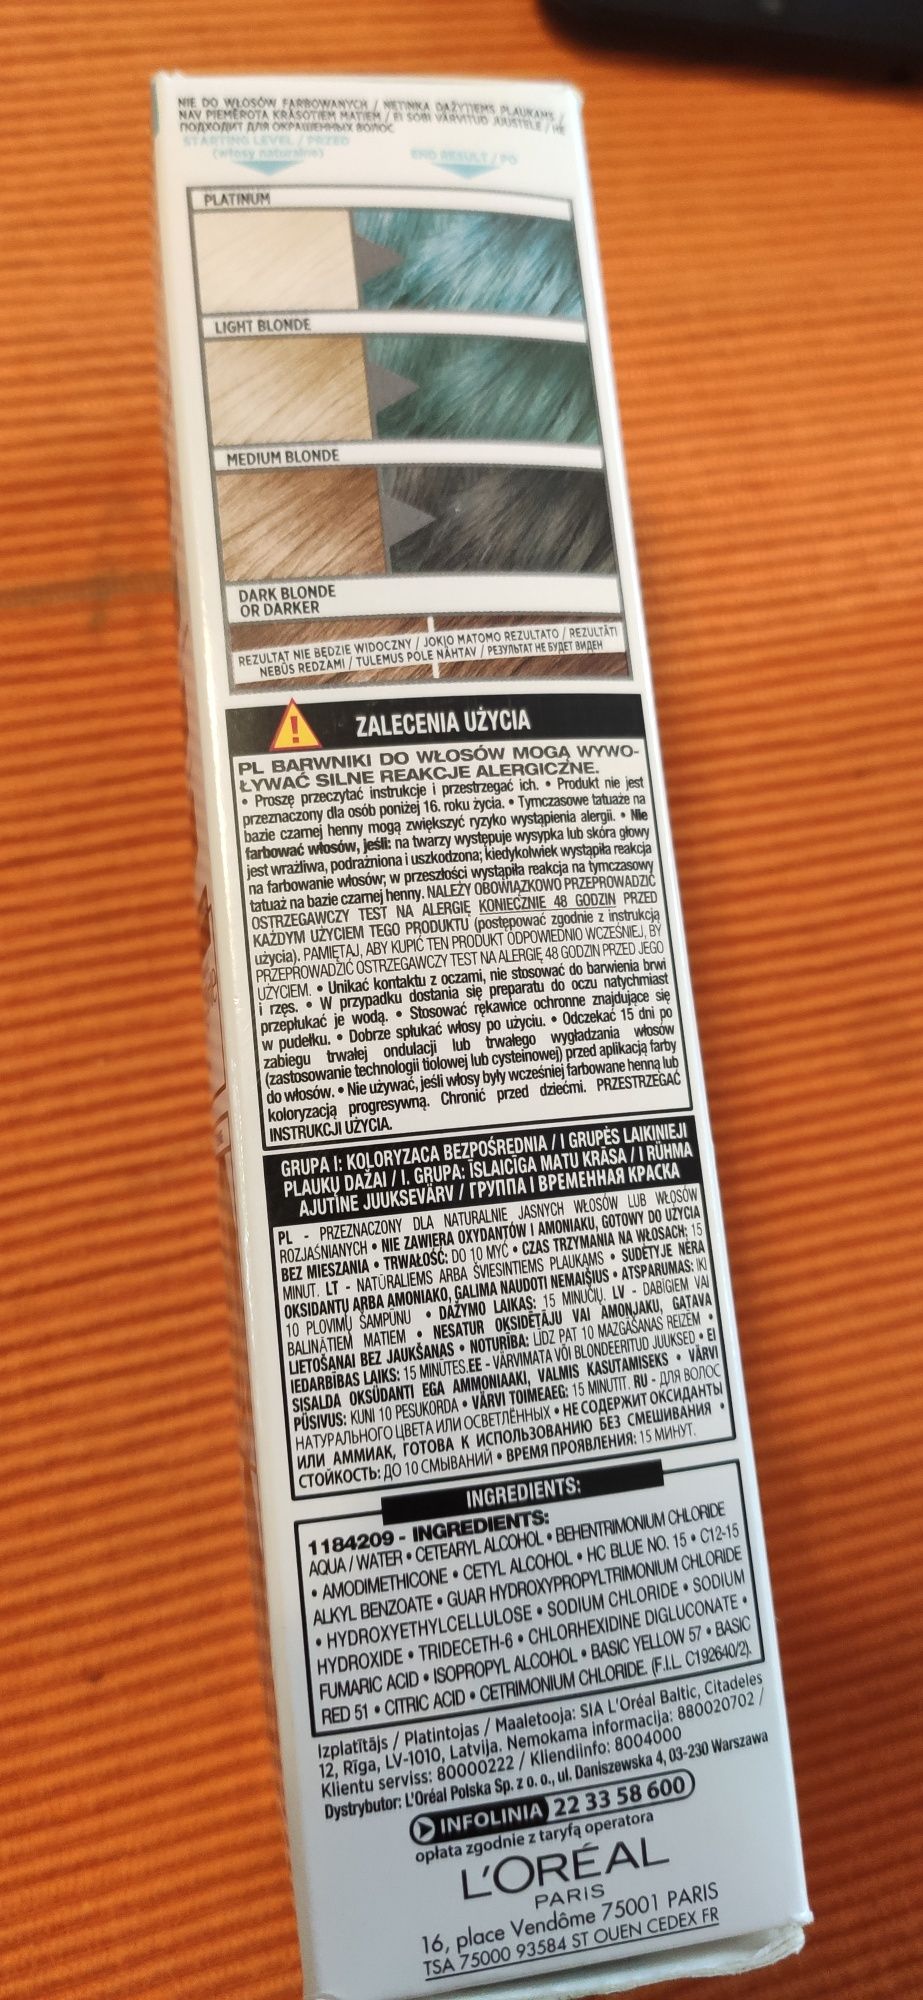 NIE DO WŁOSÓW FARBOWANYCH / NETINKA DAŽYTIEMS PLAUKAMS /
NAV PIEMĒROTA KRĀSOTIEM MATIEM / EI SOBI VÄRVITUD JUUSTELE / НЕ
ПОДХОДИТ ДЛЯ ОКРАШЕННЫХ ВОЛОС
STARTING LEVEL / PRZED
(włosy naturalne)
END RESULT / PO
PLATINUM
LIGHT BLONDE
MEDIUM BLONDE
DARK BLONDE
OR DARKER
REZULTAT NIE BĘDZIE WIDOCZNY / JOKIO MATOMO REZULTATO / REZULTĀTI
NEBŪS REDZAMI / TULEMUS POLE NÄHTAV / РЕЗУЛЬТАТ НЕ БУДЕТ ВИДЕН
ZALECENIA UŻYCIA
PL BARWNIKI DO WŁOSÓW MOGĄ WYWO-
ŁYWAĆ SILNE REAKCJE ALERGICZNE.
• Proszę przeczytać instrukcje i przestrzegać ich. • Produkt nie jest
przeznaczony dla osób poniżej 16. roku życia. • Tymczasowe tatuaże na
bazie czarnej henny mogą zwiększyć ryzyko wystąpienia alergii. • Nie
farbować włosów, jeśli: na twarzy występuje wysypka lub skóra głowy
jest wrażliwa, podrażniona i uszkodzona; kiedykolwiek wystąpiła reakcja
na farbowanie włosów; w przeszłości wystąpiła reakcja na tymczasowy
tatuaż na bazie czarnej henny. NALEŻY OBOWIĄZKOWO PRZEPROWADZIĆ
OSTRZEGAWCZY TEST NA ALERGIĘ KONIECZNIE 48 GODZIN PRZED
KAŻDYM UŻYCIEM TEGO PRODUKTU (postępować zgodnie z instrukcją
użycia). PAMIĘTAJ, ABY KUPIĆ TEN PRODUKT ODPOWIEDNIO WCZEŚNIEJ, BY
PRZEPROWADZIĆ OSTRZEGAWCZY TEST NA ALERGIĘ 48 GODZIN PRZED JEGO
UŻYCIEM. • Unikać kontaktu z oczami, nie stosować do barwienia brwi
i rzęs. • W przypadku dostania się preparatu do oczu natychmiast
przepłukać je wodą. • Stosować rękawice ochronne znajdujące się
w pudełku. • Dobrze spłukać włosy po użyciu. • Odczekać 15 dni po
zabiegu trwałej ondulacji lub trwałego wygładzania włosów
(zastosowanie technologii tiolowej lub cysteinowej) przed aplikacją farby
do włosów. • Nie używać, jeśli włosy były wcześniej farbowane henną lub
koloryzacją progresywną. Chronić przed dziećmi. PRZESTRZEGAĆ
INSTRUKCJI UŻYCIA.
GRUPA I: KOLORYZACA BEZPOŚREDNIA / I GRUPĖS LAIKINIEJI
PLAUKŲ DAŽAI / I. GRUPA: ĪSLAICĪGA MATU KRĀSA / I RÜHMA
AJUTINE JUUKSEVÄRV / ГРУППА I ВРЕМЕННАЯ КРАСКА
PL - PRZEZNACZONY DLA NATURALNIE JASNYCH WŁOSÓW LUB WŁOSÓW
ROZJAŚNIANYCH • NIE ZAWIERA OXYDANTÓW I AMONIAKU, GOTOWY DO UŻYCIA
BEZ MIESZANIA • TRWAŁOŚĆ: DO 10 MYĆ • CZAS TRZYMANIA NA WŁOSACH: 15
MINUT. LT - NATŪRALIEMS ARBA ŠVIESINTIEMS PLAUKAMS • SUDĖTYJE NĖRA
OKSIDANTŲ ARBA AMONIAKO, GALIMA NAUDOTI NEMAIŠIUS • ATSPARUMAS: IKI
10 PLOVIMŲ ŠAMPŪNU • DAŽYMO LAIKAS: 15 MINUČIŲ. LV - DABĪGIEM VAI
BALINĀTIEM MATIEM • NESATUR OKSIDĒTĀJU VAI AMONJAKU, GATAVA
LIETOŠANAI BEZ JAUKŠANAS • NOTURĪBA: LĪDZ PAT 10 MAZGĀŠANAS REIZĒM •
IEDARBĪBAS LAIKS: 15 MINŪTES.EE - VÄRVIMATA VÕI BLONDEERITUD JUUKSED • EI
SISALDA OKSÜDANTI EGA AMMONIAAKI, VALMIS KASUTAMISEKS • VÄRVI
PÜSIVUS: KUNI 10 PESUKORDA • VÄRVI TOIMEAEG: 15 MINUTIT. RU - ДЛЯ ВОЛОС
НАТУРАЛЬНОГО ЦВЕТА ИЛИ ОСВЕТЛЁННЫХ • НЕ СОДЕРЖИТ ОКСИДАНТЫ
ИЛИ АММИАК, ГОТОВА К ИСПОЛЬЗОВАНИЮ БЕЗ СМЕШИВАНИЯ •
СТОЙКОСТЬ: ДО 10 СМЫВАНИЙ • ВРЕМЯ ПРОЯВЛЕНИЯ: 15 МИНУТ.
INGREDIENTS:
1184209 - INGREDIENTS:
AQUA / WATER • CETEARYL ALCOHOL • BEHENTRIMONIUM CHLORIDE
• AMODIMETHICONE • CETYL ALCOHOL • HC BLUE NO. 15 • C12-15
ALKYL BENZOATE • GUAR HYDROXYPROPYLTRIMONIUM CHLORIDE
• HYDROXYETHYLCELLULOSE • SODIUM CHLORIDE • SODIUM
HYDROXIDE • TRIDECETH-6 • CHLORHEXIDINE DIGLUCONATE •
FUMARIC ACID • ISOPROPYL ALCOHOL • BASIC YELLOW 57 • BASIC
RED 51 • CITRIC ACID • CETRIMONIUM CHLORIDE. (F.I.L. C192640/2).
Izplatītājs / Platintojas / Maaletooja: SIA L'Oréal Baltic, Citadeles
12, Rīga, LV-1010, Latvija. Nemokama informacija: 880020702 /
Klientu serviss: 80000222 / Kliendiinfo: 8004000
Dystrybutor: L'Oréal Polska Sp. z o. o., ul. Daniszewska 4, 03-230 Warszawa
INFOLINIA 22 33 58 600
opłata zgodnie z taryfą operatora
L'ORÉAL
PARIS
16, place Vendôme 75001 PARIS
TSA 75000 93584 ST OUEN CEDEX FR